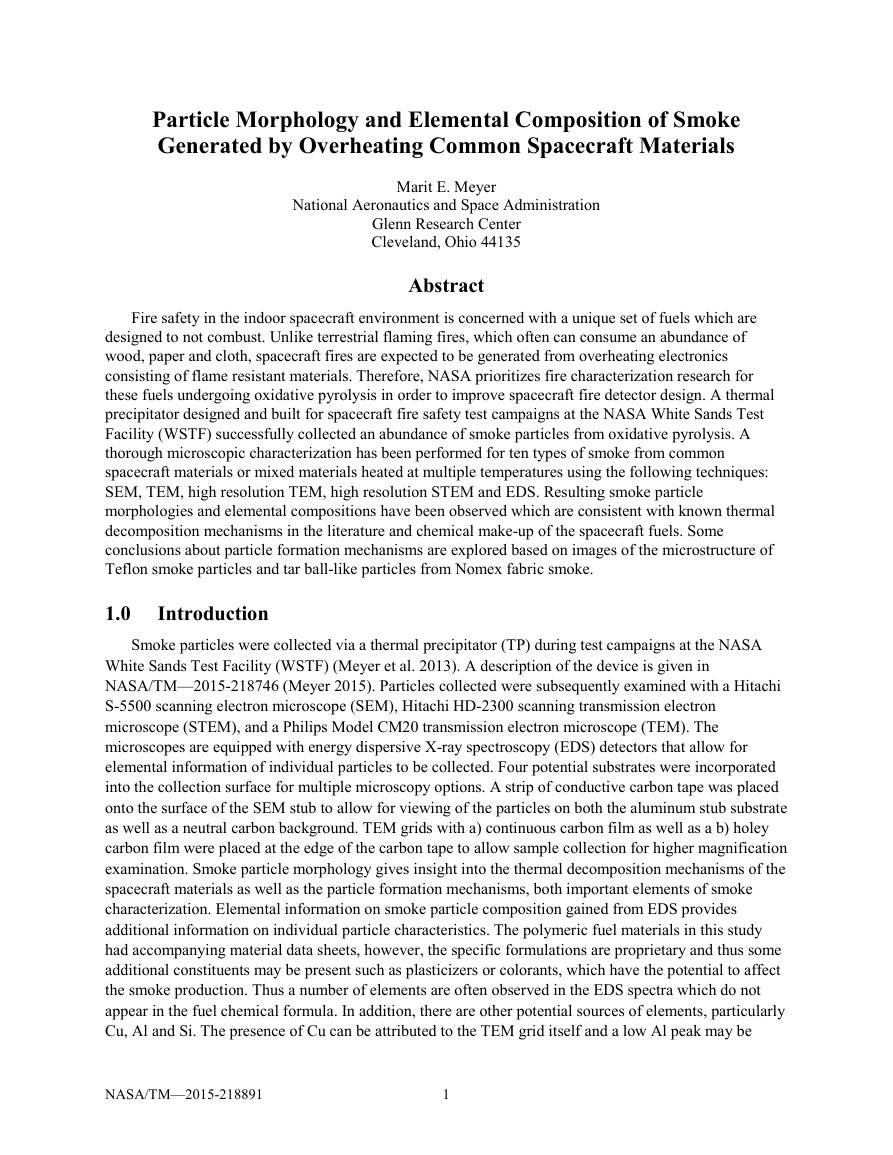 Particle Morphology and Elemental Composition of Smoke
Generated by Overheating Common Spacecraft Materials
Marit E. Meyer
National Aeronautics and Space Administration
Glenn Research Center
Cleveland, Ohio 44135
Abstract
Fire safety in the indoor spacecraft environment is concerned with a unique set of fuels which are
designed to not combust. Unlike terrestrial flaming fires, which often can consume an abundance of
wood, paper and cloth, spacecraft fires are expected to be generated from overheating electronics
consisting of flame resistant materials. Therefore, NASA prioritizes fire characterization research for
these fuels undergoing oxidative pyrolysis in order to improve spacecraft fire detector design. A thermal
precipitator designed and built for spacecraft fire safety test campaigns at the NASA White Sands Test
Facility (WSTF) successfully collected an abundance of smoke particles from oxidative pyrolysis. A
thorough microscopic characterization has been performed for ten types of smoke from common
spacecraft materials or mixed materials heated at multiple temperatures using the following techniques:
SEM, TEM, high resolution TEM, high resolution STEM and EDS. Resulting smoke particle
morphologies and elemental compositions have been observed which are consistent with known thermal
decomposition mechanisms in the literature and chemical make-up of the spacecraft fuels. Some
conclusions about particle formation mechanisms are explored based on images of the microstructure of
Teflon smoke particles and tar ball-like particles from Nomex fabric smoke.
1.0 Introduction
Smoke particles were collected via a thermal precipitator (TP) during test campaigns at the NASA
White Sands Test Facility (WSTF) (Meyer et al. 2013). A description of the device is given in
NASA/TM—2015-218746 (Meyer 2015). Particles collected were subsequently examined with a Hitachi
S-5500 scanning electron microscope (SEM), Hitachi HD-2300 scanning transmission electron
microscope (STEM), and a Philips Model CM20 transmission electron microscope (TEM). The
microscopes are equipped with energy dispersive X-ray spectroscopy (EDS) detectors that allow for
elemental information of individual particles to be collected. Four potential substrates were incorporated
into the collection surface for multiple microscopy options. A strip of conductive carbon tape was placed
onto the surface of the SEM stub to allow for viewing of the particles on both the aluminum stub substrate
as well as a neutral carbon background. TEM grids with a) continuous carbon film as well as a b) holey
carbon film were placed at the edge of the carbon tape to allow sample collection for higher magnification
examination. Smoke particle morphology gives insight into the thermal decomposition mechanisms of the
spacecraft materials as well as the particle formation mechanisms, both important elements of smoke
characterization. Elemental information on smoke particle composition gained from EDS provides
additional information on individual particle characteristics. The polymeric fuel materials in this study
had accompanying material data sheets, however, the specific formulations are proprietary and thus some
additional constituents may be present such as plasticizers or colorants, which have the potential to affect
the smoke production. Thus a number of elements are often observed in the EDS spectra which do not
appear in the fuel chemical formula. In addition, there are other potential sources of elements, particularly
Cu, Al and Si. The presence of Cu can be attributed to the TEM grid itself and a low Al peak may be
NASA/TM—2015-218891 1